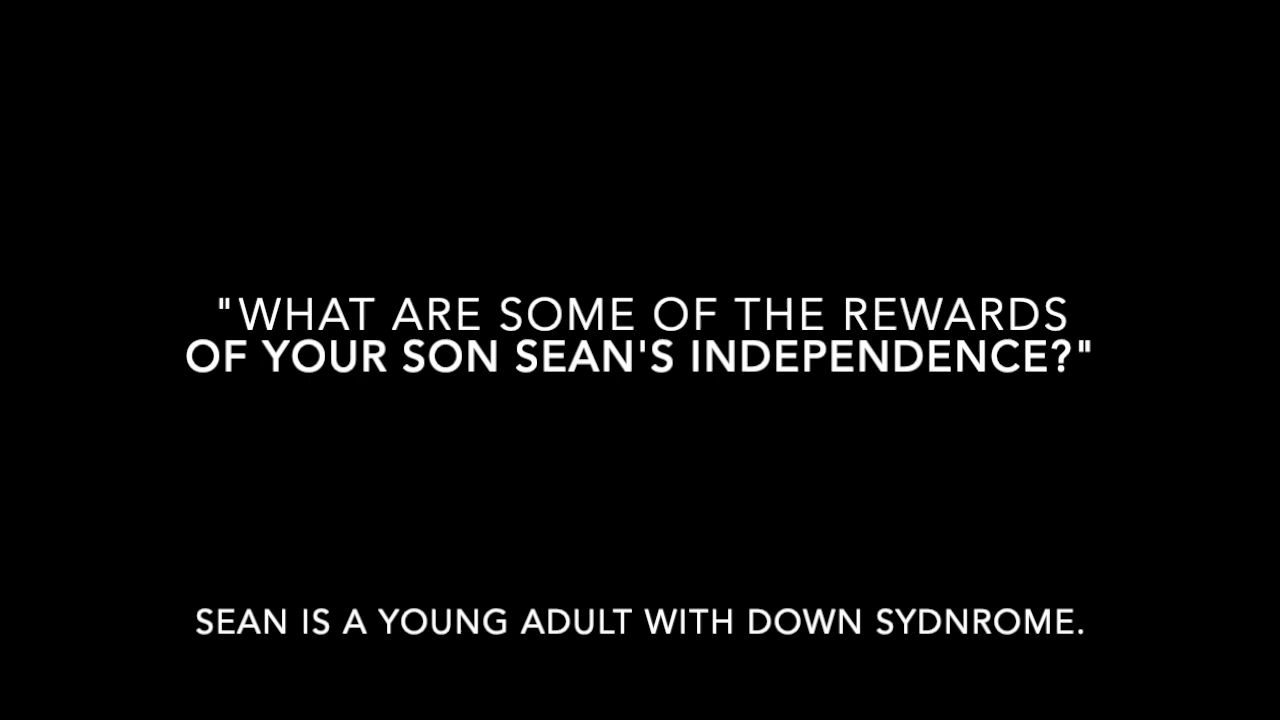 "WHAT ARE SOME OF THE REWARDS
OF YOUR SON SEAN'S INDEPENDENCE?"
SEAN IS A YOUNG ADULT WITH DOWN SYDNROME.